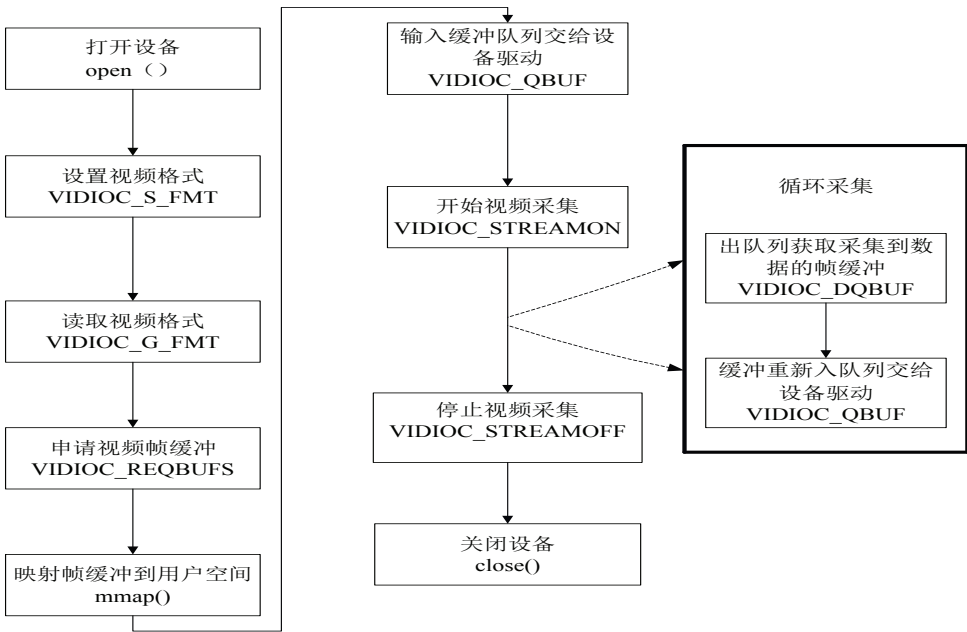 打开设备
open（）
设置视频格式
VIDIOC_S_FMT
读取视频格式
VIDIOC_G_FMT
申请视频帧缓冲
VIDIOC_REQBUFS
映射帧缓冲到用户空间
mmap()
输入缓冲队列交给设
备驱动
VIDIOC_QBUF
开始视频采集
VIDIOC_STREAMON
停止视频采集
VIDIOC_STREAMOFF
关闭设备
close()
循环采集
出队列获取采集到数
据的帧缓冲
VIDIOC_DQBUF
缓冲重新入队列交给
设备驱动
VIDIOC_QBUF